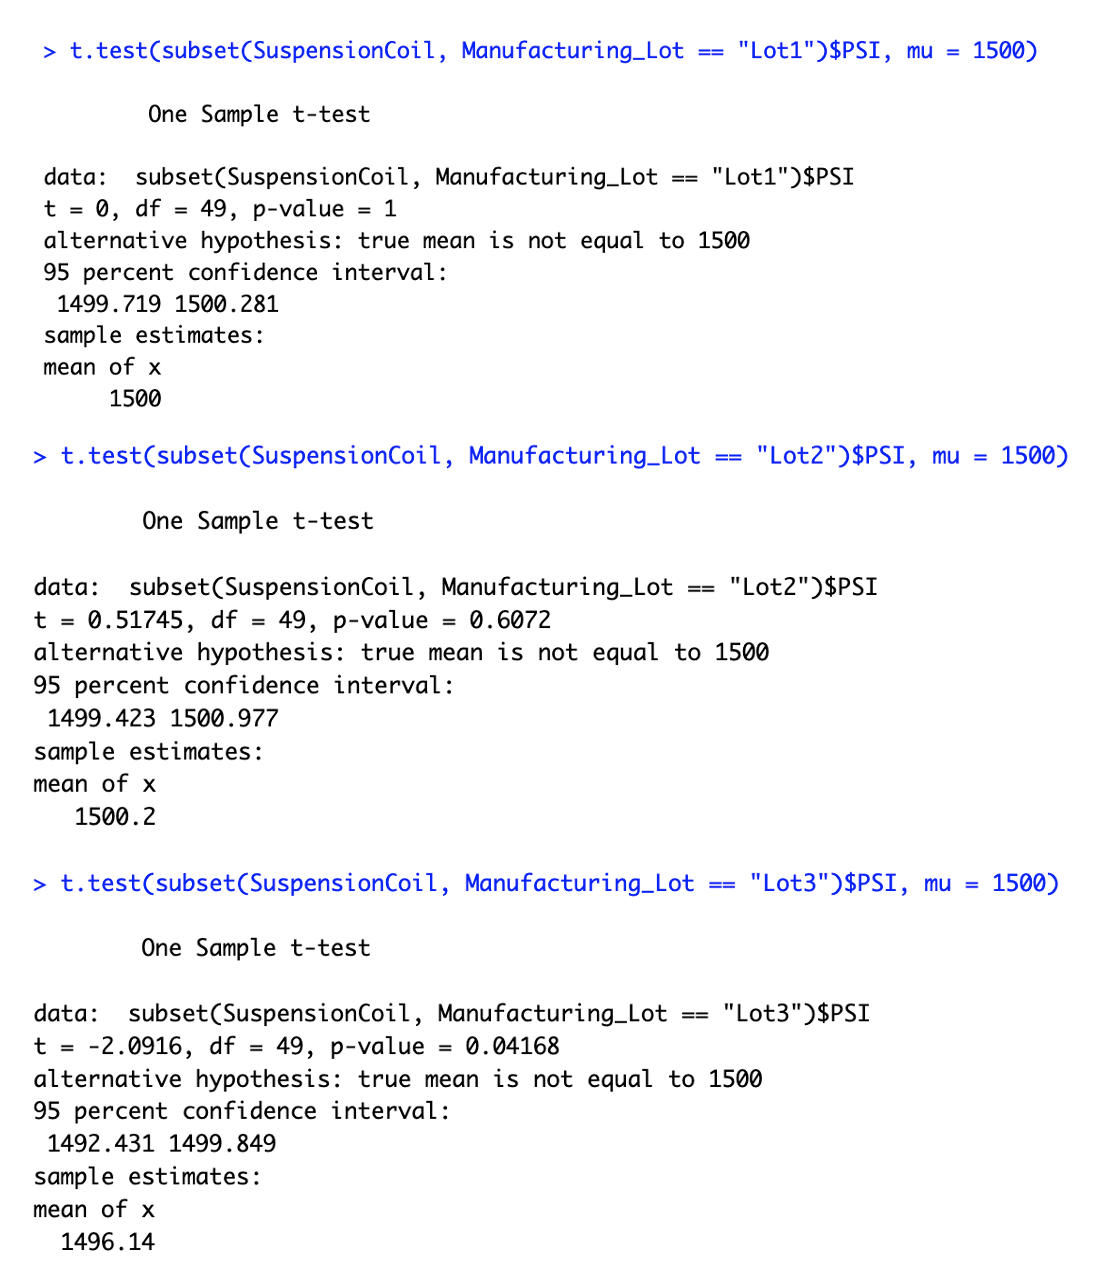 > t.test(subset(SuspensionCoil, Manufacturing_Lot == "Lot1")$PSI, mu = 1500)
One Sample t-test
data:  subset(SuspensionCoil, Manufacturing_Lot == "Lot1")$PSI
t = 0, df = 49, p-value = 1
alternative hypothesis: true mean is not equal to 1500
95 percent confidence interval:
1499.719 1500.281
sample estimates:
mean of x
1500
> t.test(subset(SuspensionCoil, Manufacturing_Lot == "Lot2")$PSI, mu = 1500)
One Sample t-test
data:  subset(SuspensionCoil, Manufacturing_Lot == "Lot2")$PSI
t = 0.51745, df = 49, p-value = 0.6072
alternative hypothesis: true mean is not equal to 1500
95 percent confidence interval:
1499.423 1500.977
sample estimates:
mean of x
1500.2
> t.test(subset(SuspensionCoil, Manufacturing_Lot == "Lot3")$PSI, mu = 1500)
One Sample t-test
data:  subset(SuspensionCoil, Manufacturing_Lot == "Lot3")$PSI
t = -2.0916, df = 49, p-value = 0.04168
alternative hypothesis: true mean is not equal to 1500
95 percent confidence interval:
1492.431 1499.849
sample estimates:
mean of x
1496.14